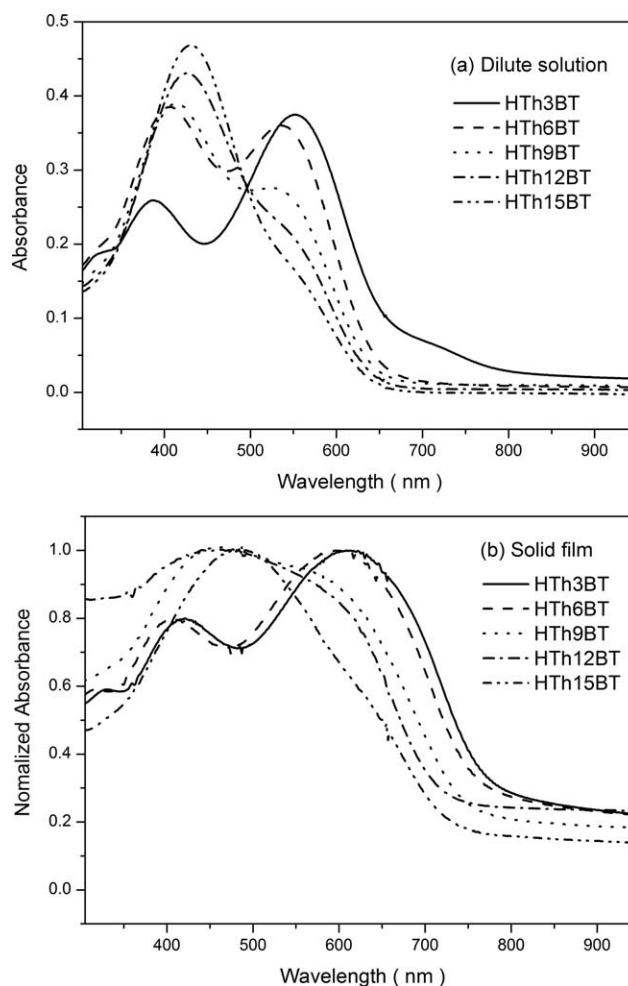 0.5
0.4
0.3
0.2
0.1
0.0
Absorbance
(a) Dilute solution
HTh3BT
HTh6BT
HTh9BT
HTh12BT
HTh15BT
400 500 600 700 800 900
Wavelength ( nm )
1.0
0.8
0.6
0.4
0.2
0.0
Nomalized Absorbance
(b) Solid film
HTh3BT
HTh6BT
HTh9BT
HTh12BT
HTh15BT
400 500 600 700 800 900
Wavelength ( nm )